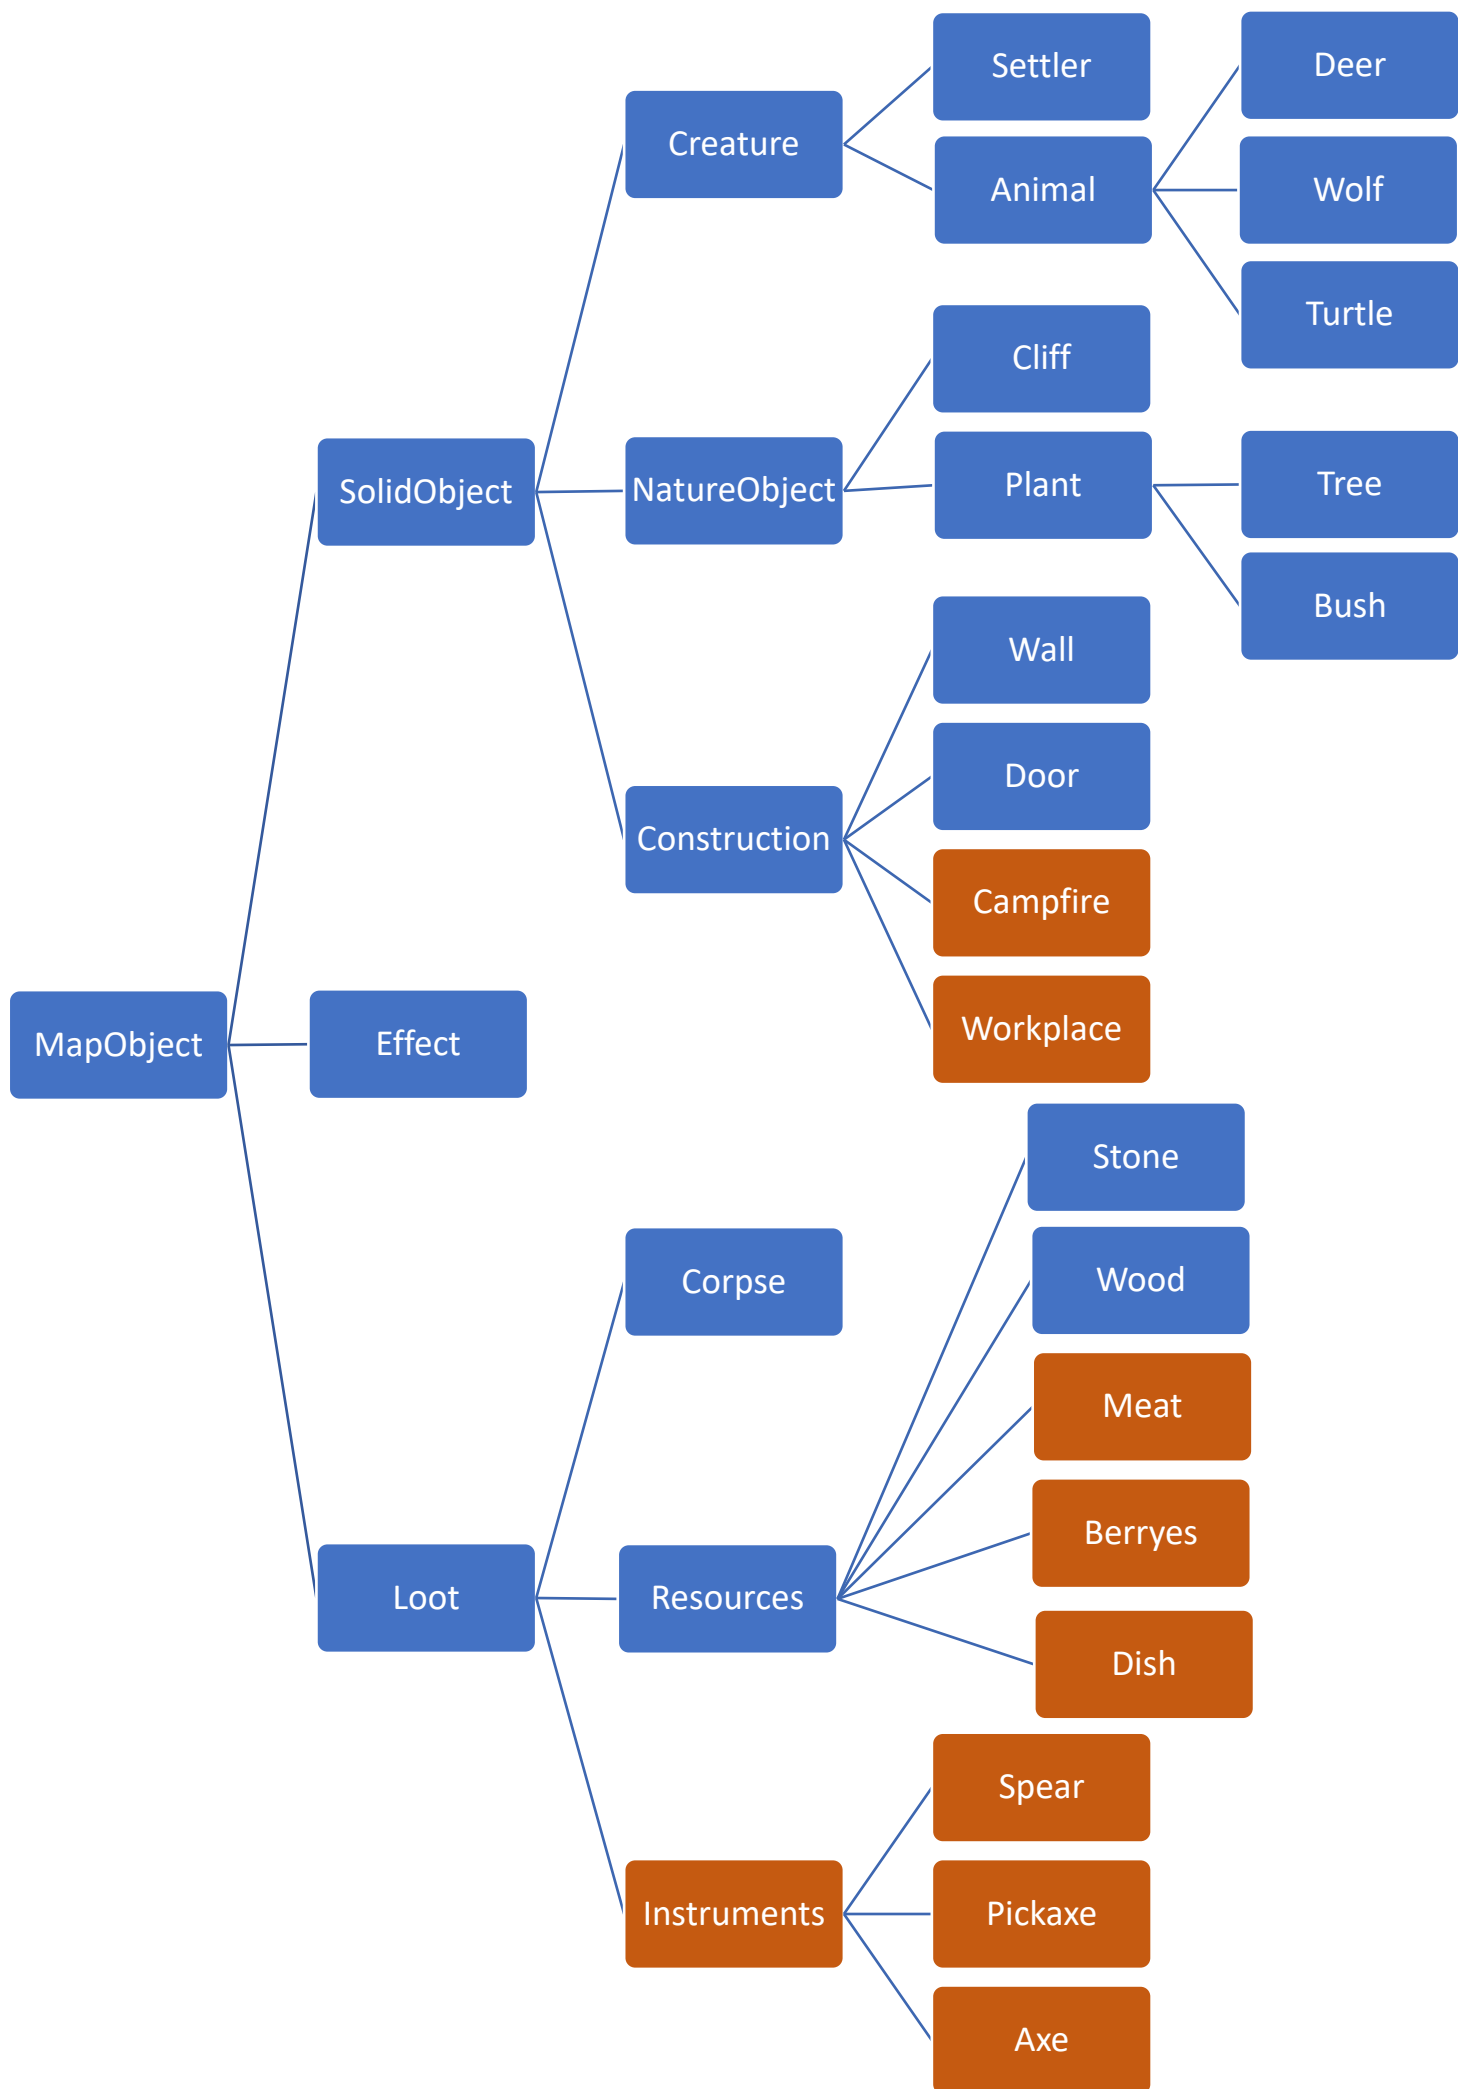 Settler
Deer
Creature
Animal
Wolf
Turtle
Cliff
SolidObject
NatureObject
Plant
Tree
Bush
Wall
Door
Construction
Campfire
Workplace
MapObject
Effect
Stone
Corpse
Wood
Meat
Berryes
Loot
Resources
Dish
Spear
Instruments
Pickaxe
Axe